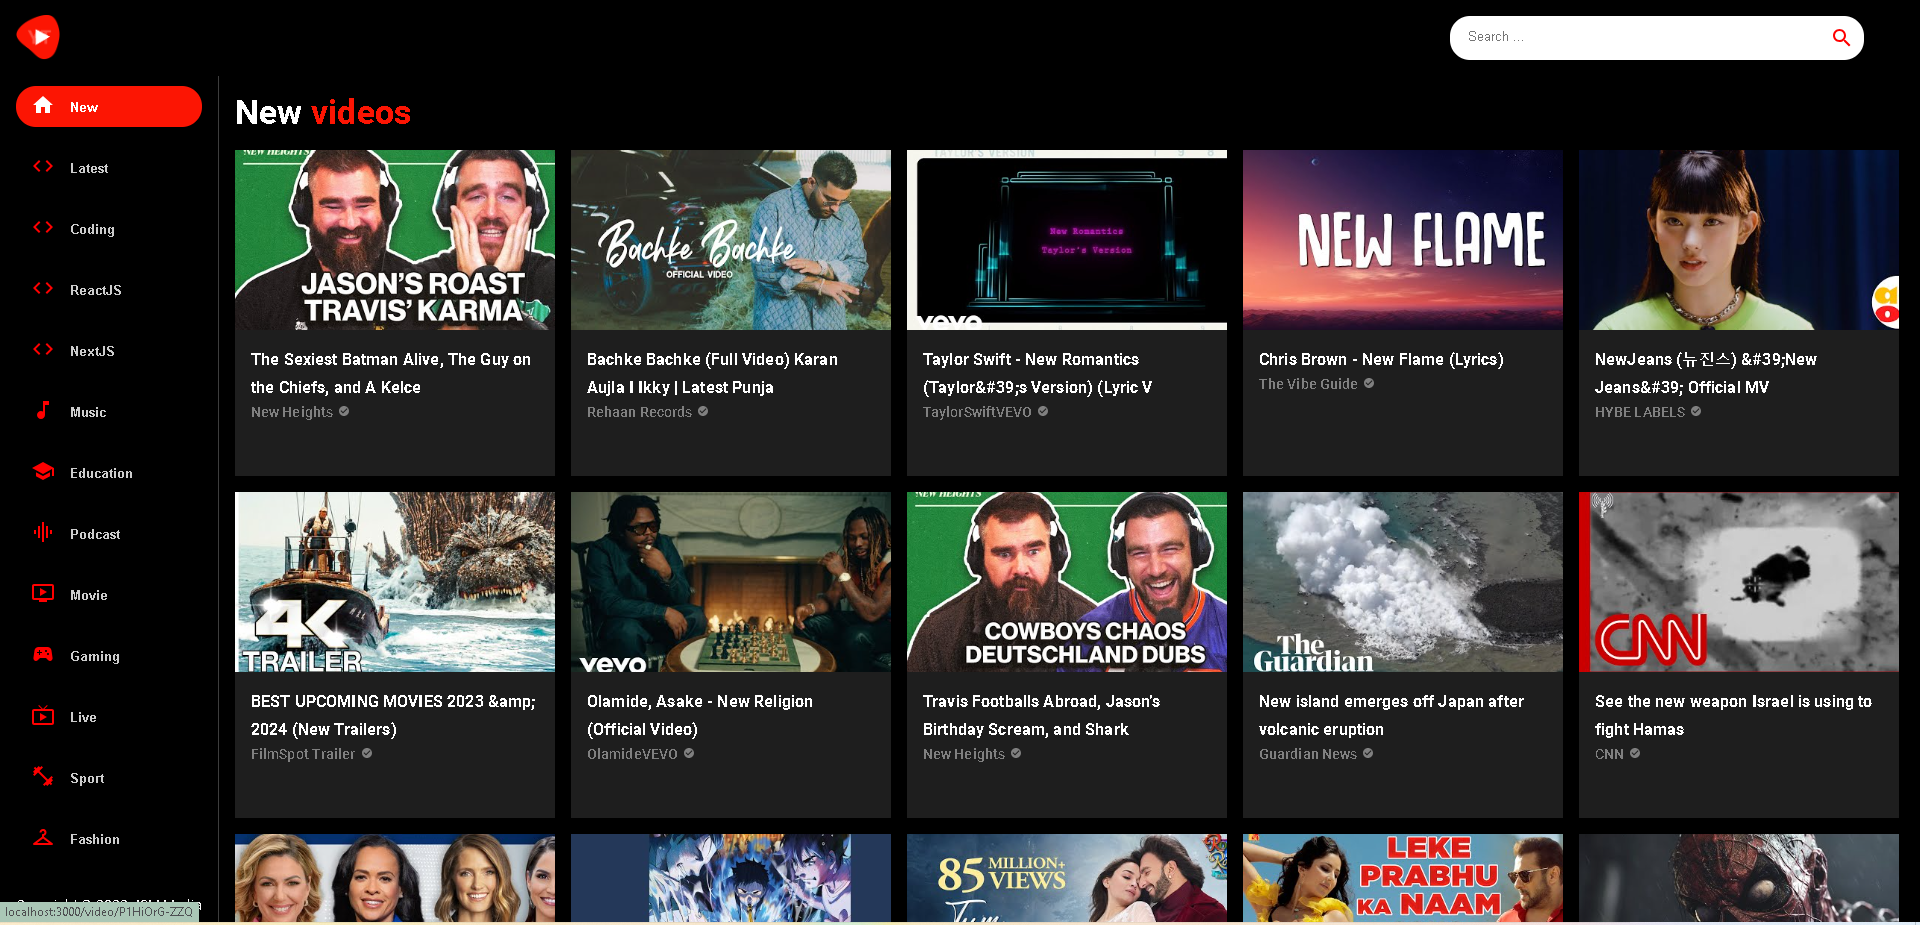 Search ...
New
Latest
Coding
ReactJS
NextJS
Music
Education
Podcast
Movie
Gaming
Live
Sport
Fashion
localhost:3000/video/P1HiOrG-ZZQ
New videos
NEW HEIGHTS
JASON'S ROAST
TRAVIS' KARMA
The Sexiest Batman Alive, The Guy on
the Chiefs, and A Kelce
New Heights
Bachke Bachke
OFFICIAL VIDEO
Bachke Bachke (Full Video) Karan
Aujla I Ikky | Latest Punja
Rehaan Records
TAYLOR'S VERSION 1 9 8
New Romantics
Taylor's Version
vevo
Taylor Swift - New Romantics
(Taylor&#39;s Version) (Lyric V
TaylorSwiftVEVO
NEW FLAME
Chris Brown - New Flame (Lyrics)
The Vibe Guide
NewJeans (뉴진스) &#39;New
Jeans&#39; Official MV
HYBE LABELS
4K
TRAILER
BEST UPCOMING MOVIES 2023 &amp;
2024 (New Trailers)
FilmSpot Trailer
vevo
Olamide, Asake - New Religion
(Official Video)
OlamideVEVO
NEW HEIGHTS
COWBOYS CHAOS
DEUTSCHLAND DUBS
Travis Footballs Abroad, Jason's
Birthday Scream, and Shark
New Heights
The
Guardian
New island emerges off Japan after
volcanic eruption
Guardian News
CNN
See the new weapon Israel is using to
fight Hamas
CNN
85 MILLION+
VIEWS
Tum
LEKE
PRABHU
KA NAAM